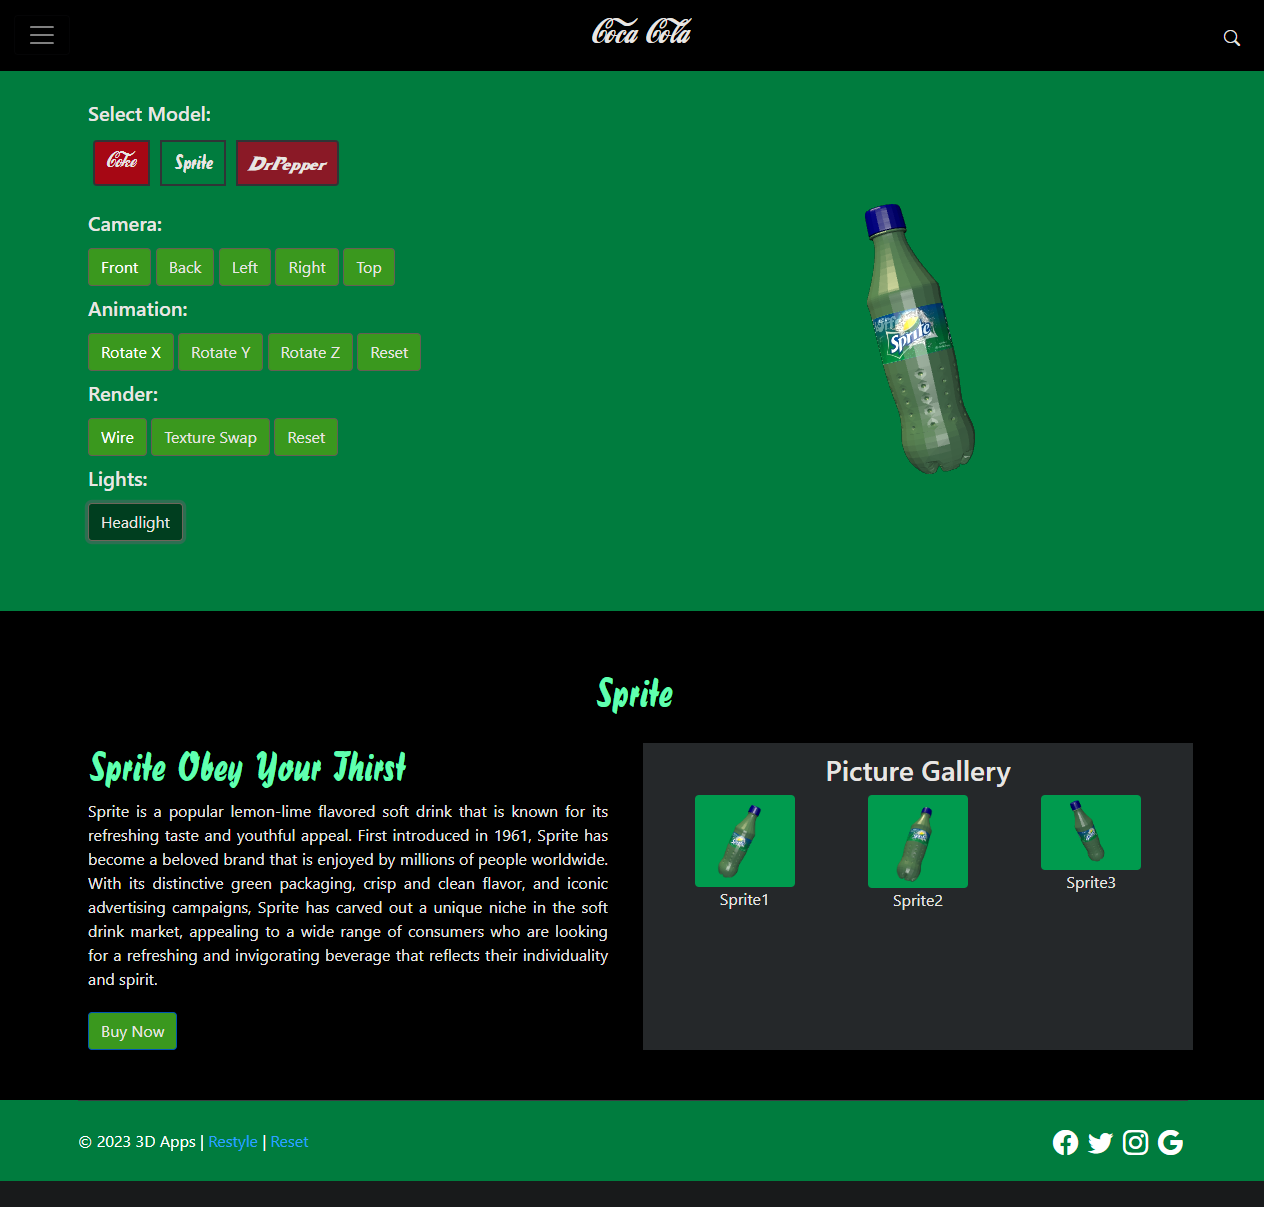 Coca Cola
Select Model:
Coke Sprite DrPepper
Camera:
Front Back Left Right Top
Animation:
Rotate X Rotate Y Rotate Z Reset
Render:
Wire Texture Swap Reset
Lights:
Headlight
Sprite
Sprite
Sprite Obey Your Thirst
Sprite is a popular lemon-lime flavored soft drink that is known for its
refreshing taste and youthful appeal. First introduced in 1961, Sprite has
become a beloved brand that is enjoyed by millions of people worldwide.
With its distinctive green packaging, crisp and clean flavor, and iconic
advertising campaigns, Sprite has carved out a unique niche in the soft
drink market, appealing to a wide range of consumers who are looking
for a refreshing and invigorating beverage that reflects their individuality
and spirit.
Buy Now
Picture Gallery
Sprite1 Sprite2 Sprite3
© 2023 3D Apps | Restyle | Reset